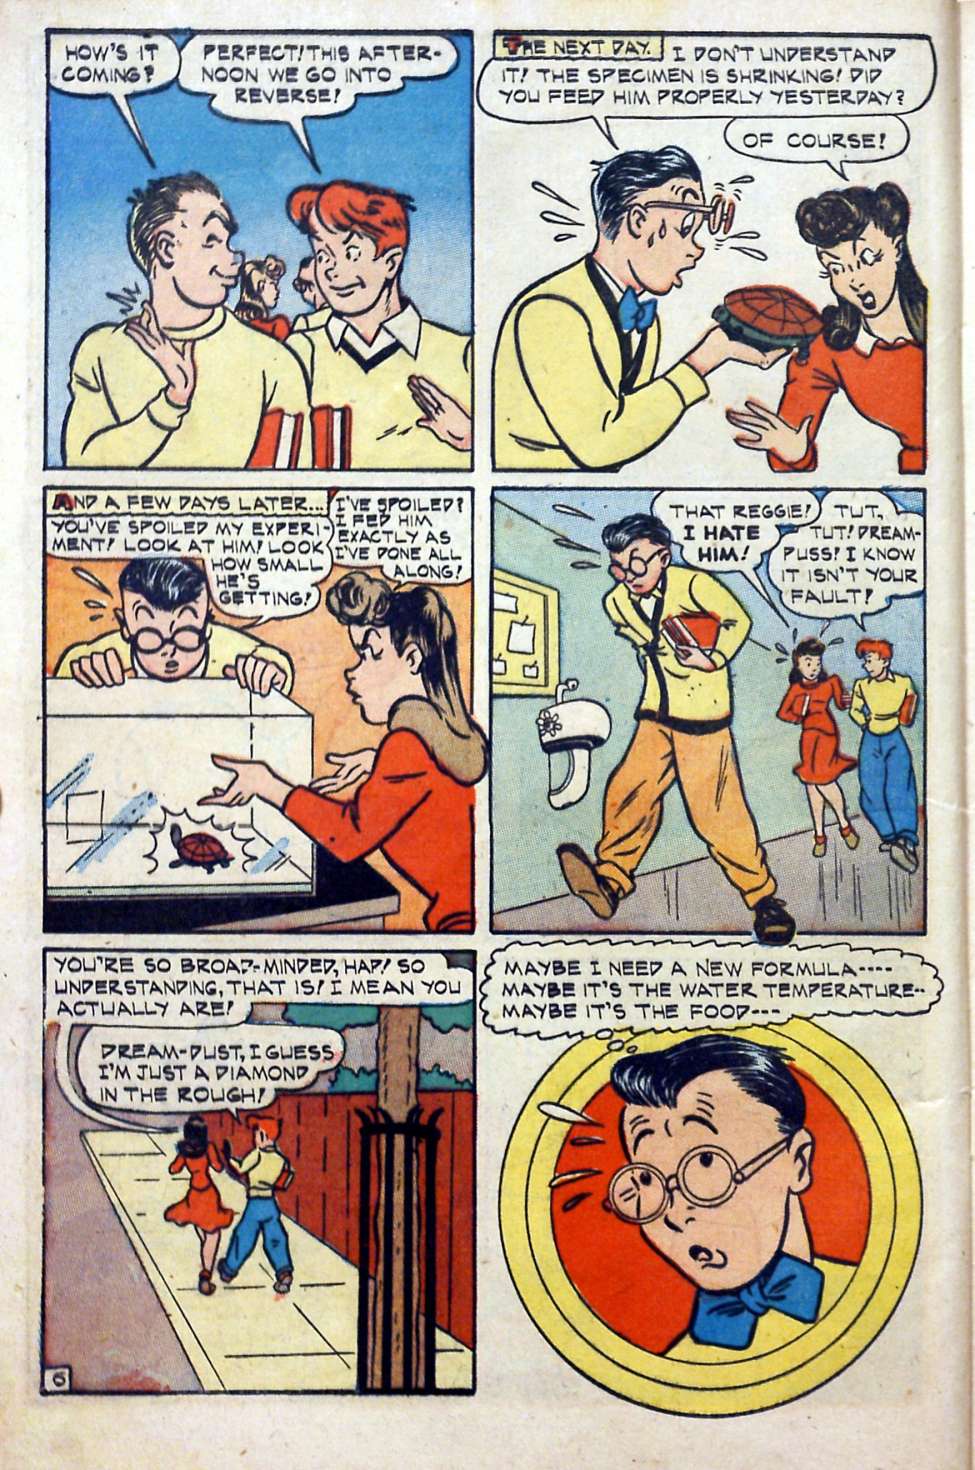 HOW'S IT
COMING?
PERFECT! THIS AFTER-
NOON WE GO INTO
REVERSE!
THE NEXT DAY.
I DON'T UNDERSTAND
IT! THE SPECIMEN IS SHRINKING! DID
YOU FEED HIM PROPERLY YESTERDAY?
OF COURSE!
AND A FEW DAYS LATER...
YOU'VE SPOILED MY EXPERI-
MENT! LOOK AT HIM! LOOK
HOW SMALL
HE'S
GETTING!
I'VE SPOILED?
I FED HIM
EXACTLY AS
I'VE DONE ALL
ALONG!
THAT REGGIE!
I HATE
HIM!
TUT,
TUT! DREAM-
PUSS! I KNOW
IT ISN'T YOUR
FAULT!
YOU'RE SO BROAD-MINDED, HAP! SO
UNDERSTANDING, THAT IS! I MEAN YOU
ACTUALLY ARE!
DREAM-DUST, I GUESS
I'M JUST A DIAMOND
IN THE ROUGH!
6
MAYBE I NEED A NEW FORMULA----
MAYBE IT'S THE WATER TEMPERATURE--
MAYBE IT'S THE FOOD---